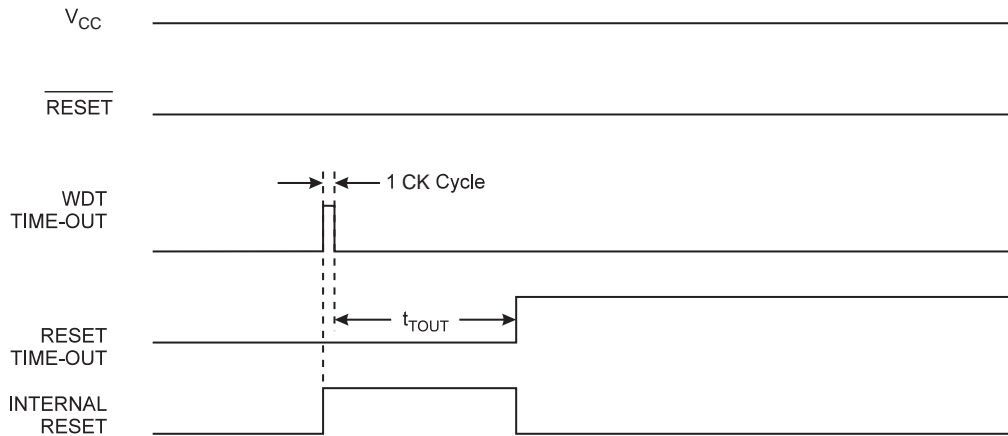 VCC
RESET
1 CK Cycle
WDT
TIME-OUT
tTOUT
RESET
TIME-OUT
INTERNAL
RESET